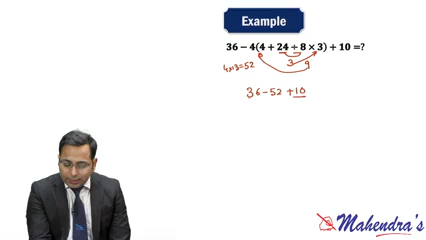 Example
36 − 4(4 + 24 ÷ 8 × 3) + 10 =?
3 9
4×13=52
36−52+10
Mahendra's